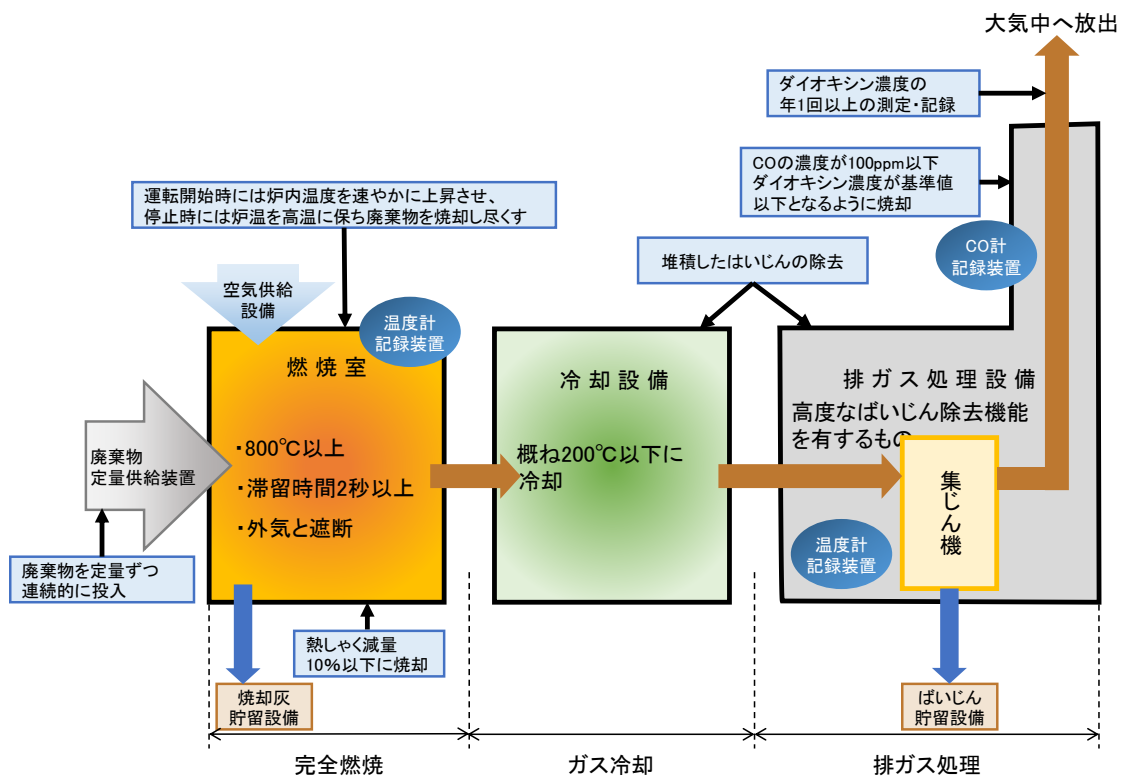 大気中へ放出
ダイオキシン濃度の
年1回以上の測定・記録
COの濃度が100ppm以下
ダイオキシン濃度が基準値
以下となるように焼却
運転開始時には炉内温度を速やかに上昇させ、
停止時には炉温を高温に保ち廃棄物を焼却し尽くす
堆積したはいじんの除去
CO計
記録装置
空気供給
設備
温度計
記録装置
燃焼室
冷却設備
排ガス処理設備
高度なばいじん除去機能
を有するもの
廃棄物
定量供給装置
・800℃以上
・滞留時間2秒以上
・外気と遮断
概ね200℃以下に
冷却
集じん機
温度計
記録装置
廃棄物を定量ずつ
連続的に投入
熱しゃく減量
10%以下に焼却
焼却灰
貯留設備
ばいじん
貯留設備
完全燃焼
ガス冷却
排ガス処理